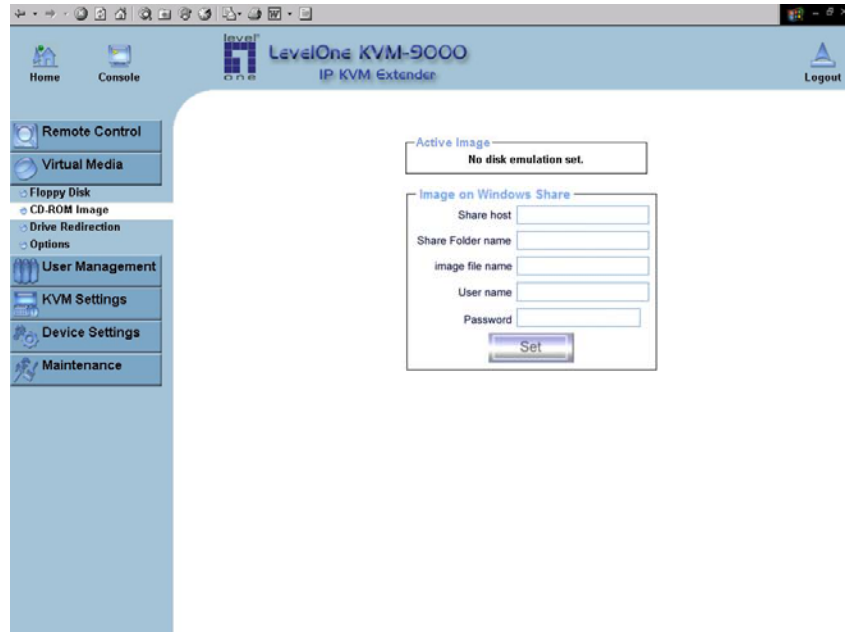 level
one
LevelOne KVM-9000
IP KVM Extender
Home
Console
Logout
Remote Control
Virtual Media
Floppy Disk
CD-ROM Image
Drive Redirection
Options
User Management
KVM Settings
Device Settings
Maintenance
Active Image
No disk emulation set.
Image on Windows Share
Share host
Share Folder name
image file name
User name
Password
Set